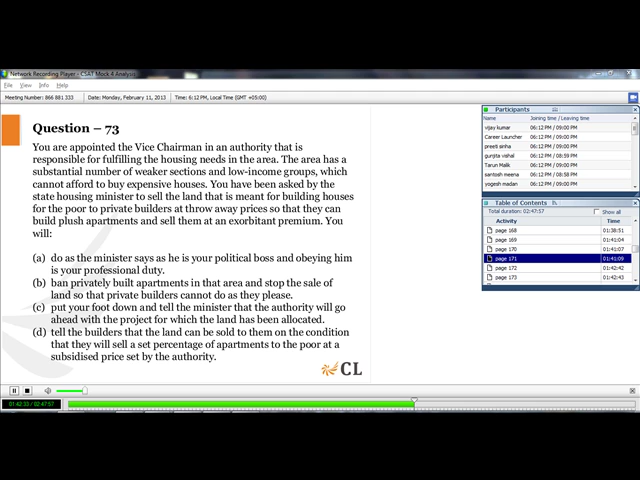 Network Recording Player - CSAT Mock 4 Analysis
File View Info Help
Meeting Number: 866 881 333 Date: Monday, February 11, 2013 Time: 6:12 PM, Local Time (GMT +05:00)
Question – 73
You are appointed the Vice Chairman in an authority that is
responsible for fulfilling the housing needs in the area. The area has a
substantial number of weaker sections and low-income groups, which
cannot afford to buy expensive houses. You have been asked by the
state housing minister to sell the land that is meant for building houses
for the poor to private builders at throw away prices so that they can
build plush apartments and sell them at an exorbitant premium. You
will:
(a) do as the minister says as he is your political boss and obeying him
is your professional duty.
(b) ban privately built apartments in that area and stop the sale of
land so that private builders cannot do as they please.
(c) put your foot down and tell the minister that the authority will go
ahead with the project for which the land has been allocated.
(d) tell the builders that the land can be sold to them on the condition
that they will sell a set percentage of apartments to the poor at a
subsidised price set by the authority.
CL
Participants
Name Joining time / Leaving time
vijay kumar 06:12 PM / 09:00 PM
Career Launcher 06:12 PM / 09:00 PM
preeti sinha 06:12 PM / 09:00 PM
gunjita vishal 06:12 PM / 08:59 PM
Tarun Malik 06:12 PM / 09:00 PM
santosh meena 06:12 PM / 08:58 PM
yogesh madan 06:12 PM / 09:00 PM
Table of Contents
Total duration: 02:47:57 Show all
Activity Time
page 168 01:38:51
page 169 01:41:04
page 170 01:41:07
page 171 01:41:09
page 172 01:42:42
page 173 01:42:43
01:42:33 / 02:47:57